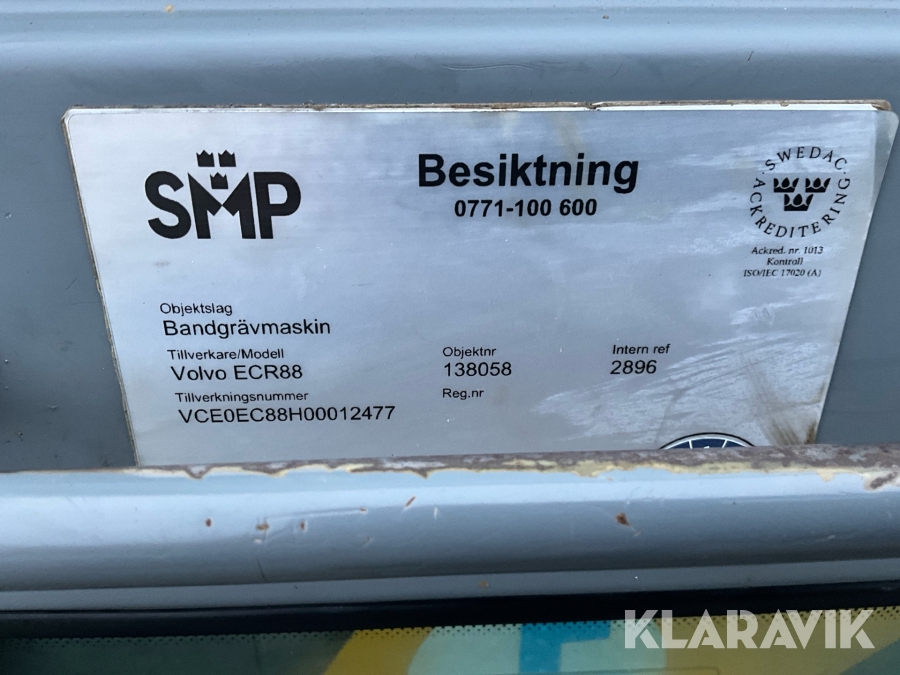 SMP
Besiktning
0771-100 600
SWEDAC
ACKREDITERING
Ackred. nr. 1013
Kontroll
ISO/IEC 17020 (A)
Objektslag
Bandgrävmaskin
Tillverkare/Modell
Volvo ECR88
Objektnr
138058
Intern ref
2896
Tillverkningsnummer
VCE0EC88H00012477
Reg.nr
KLARAVIK